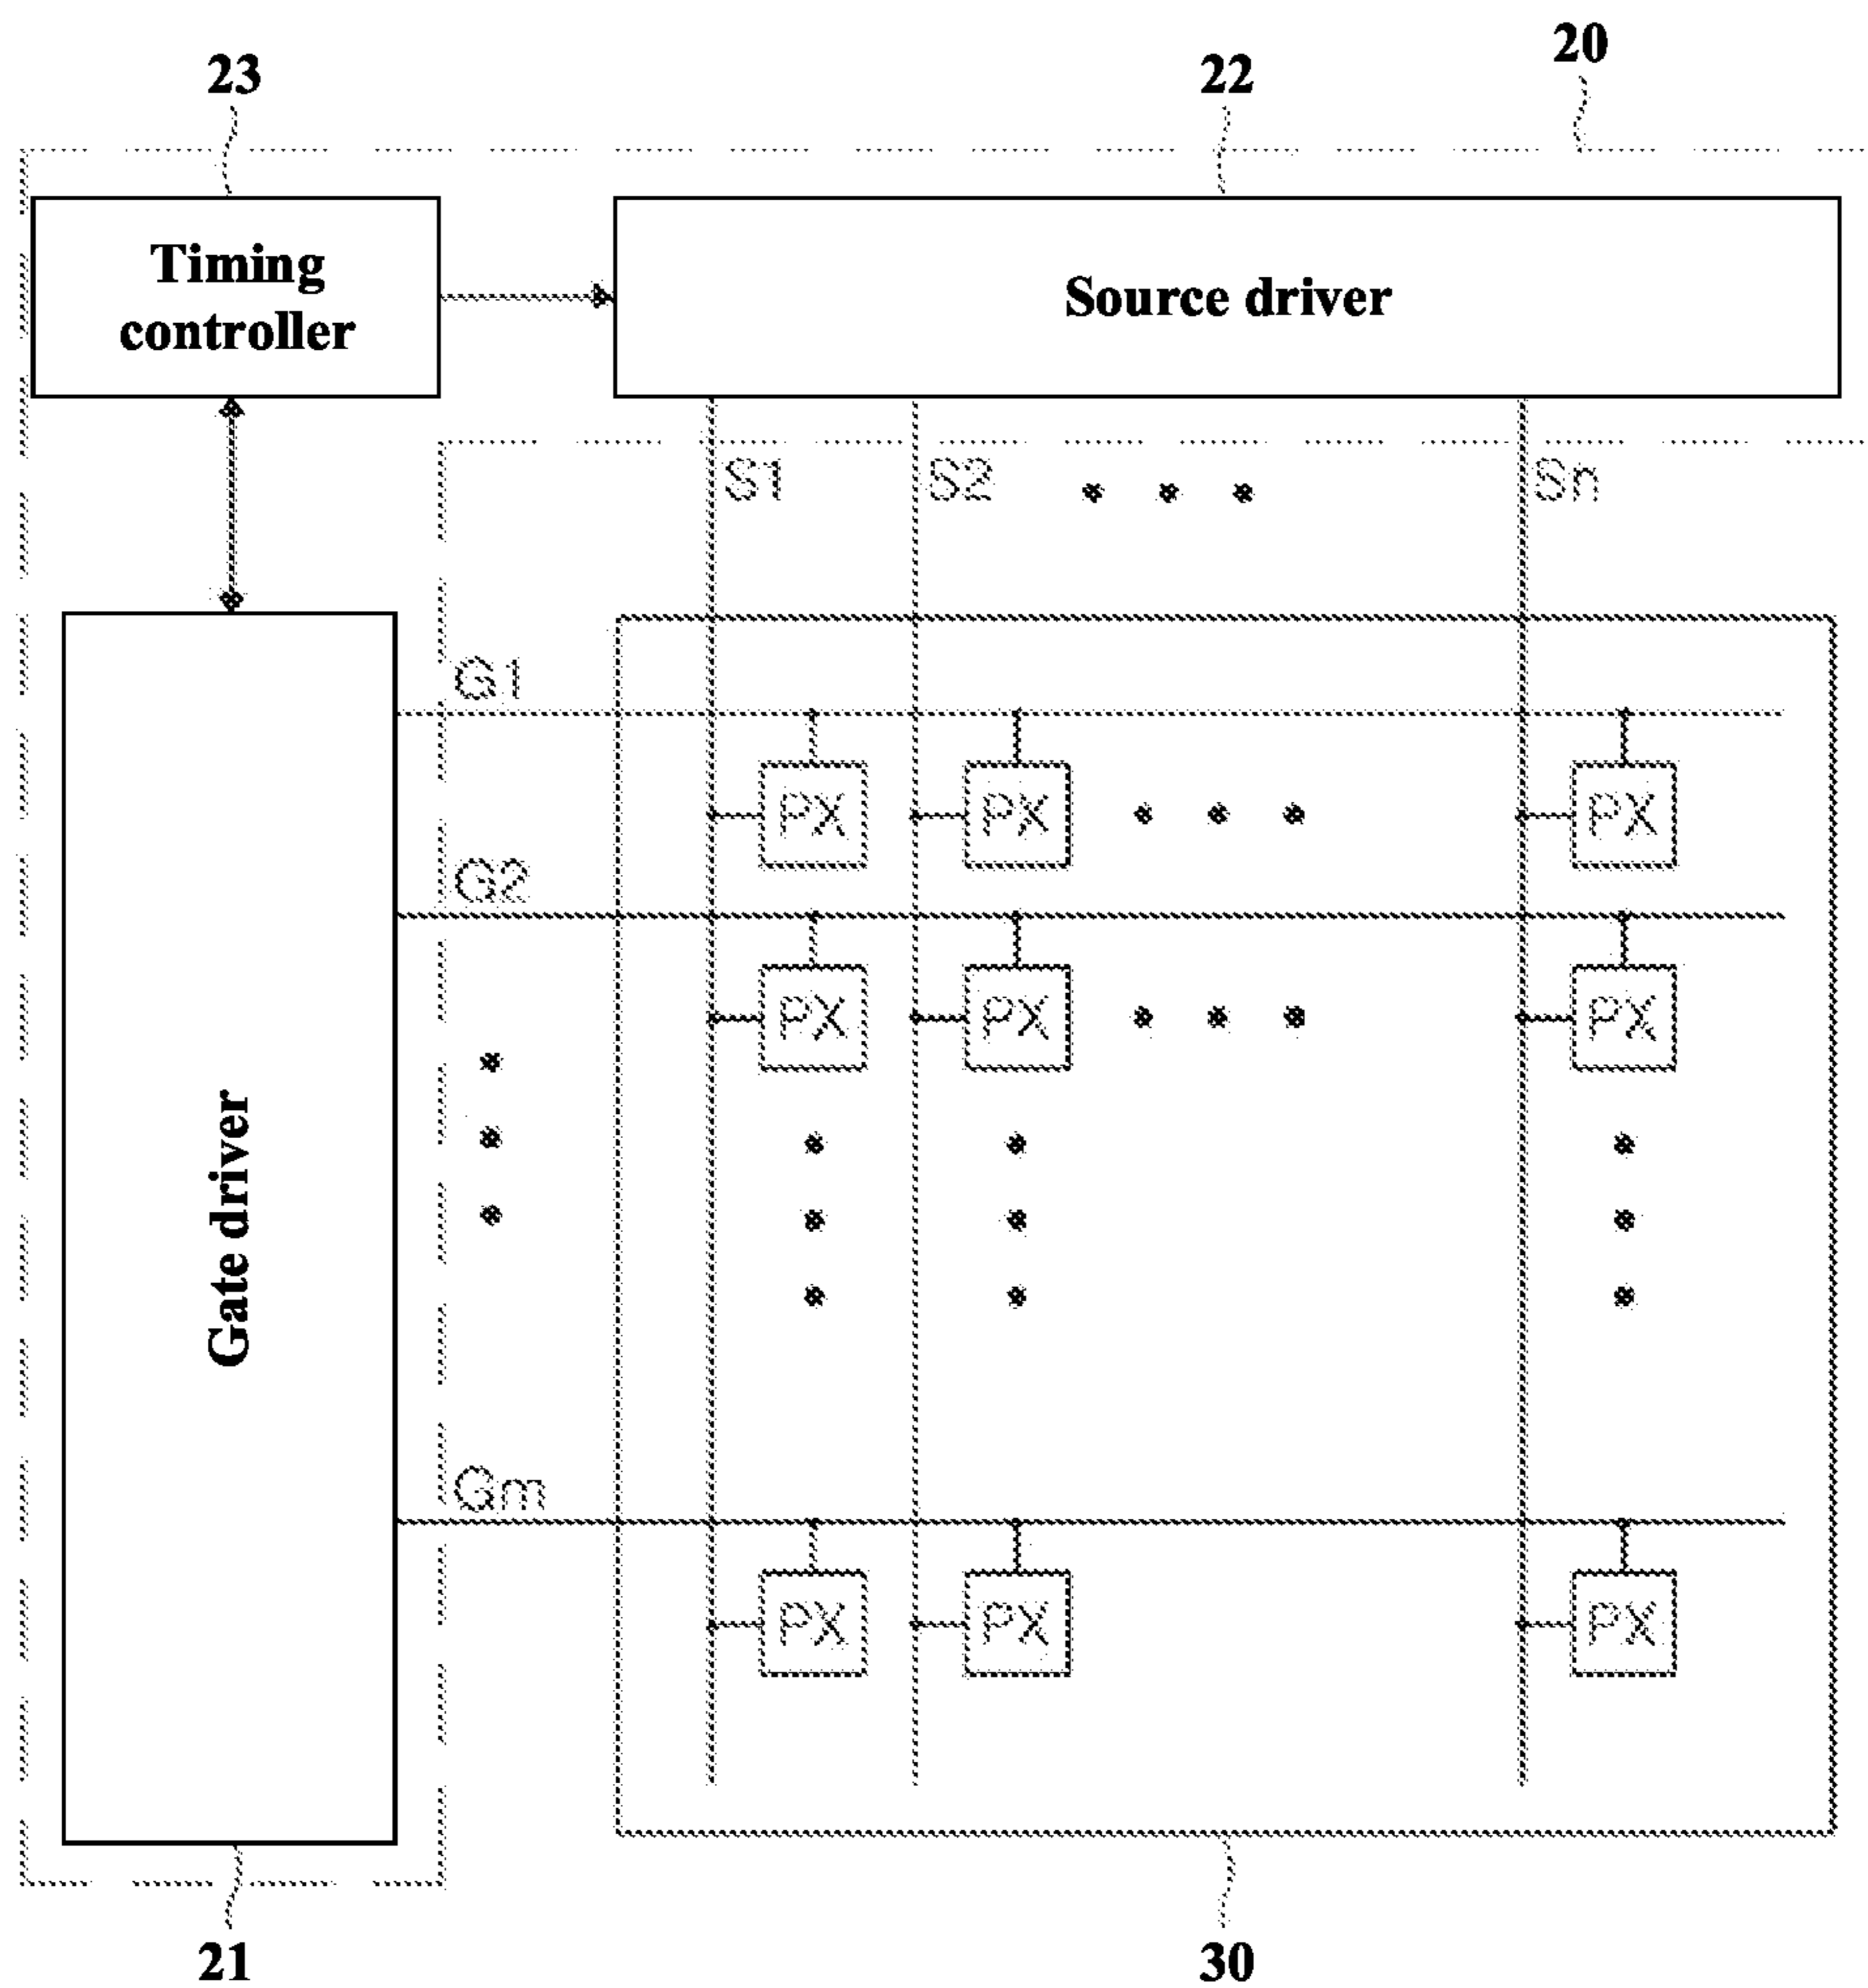 20
23
22
Timing
controller
Source driver
S1
S2
Sn
G1
PX
PX
PX
G2
PX
PX
PX
Gate driver
Gm
PX
PX
PX
21
30